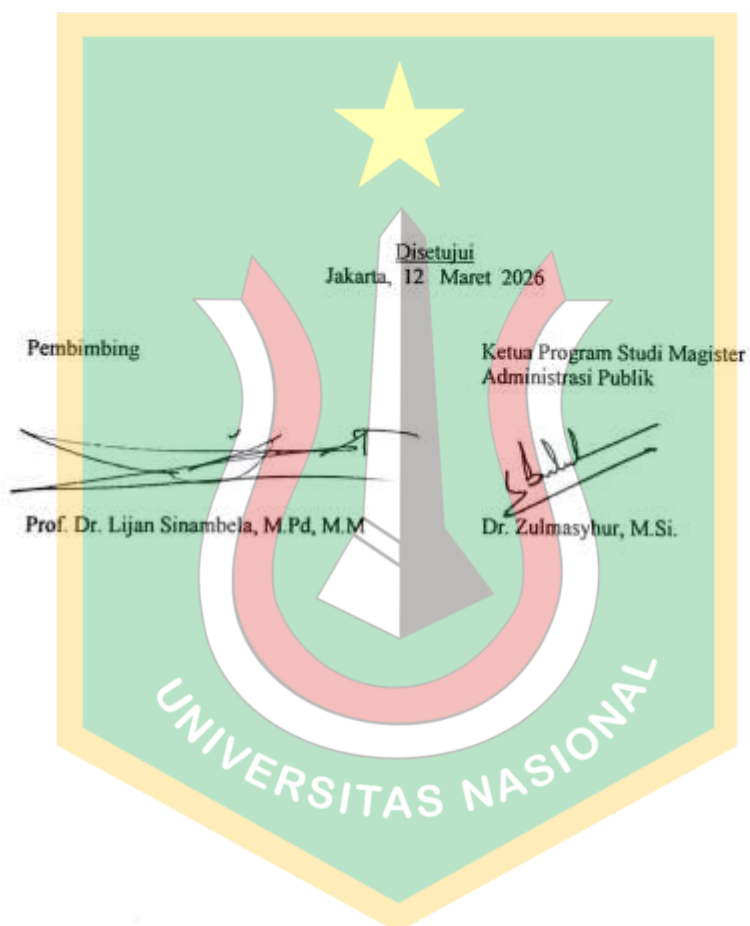 Disetujui
Jakarta, 12 Maret 2026
Pembimbing
Ketua Program Studi Magister
Administrasi Publik
Prof. Dr. Lijan Sinambela, M.Pd, M.M
Dr. Zulmasyhur, M.Si.
UNIVERSITAS NASIONAL